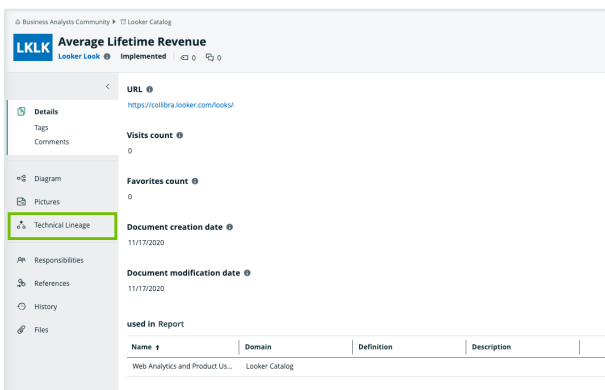 Business Analysts Community Looker Catalog
LKLK
Average Lifetime Revenue
Looker Look Implemented 0 0
Details
Tags
Comments
Diagram
Pictures
Technical Lineage
Responsibilities
References
History
Files
URL
https://collibra.looker.com/looks/
Visits count
0
Favorites count
0
Document creation date
11/17/2020
Document modification date
11/17/2020
used in Report
Name Domain Definition Description
Web Analytics and Product Us... Looker Catalog